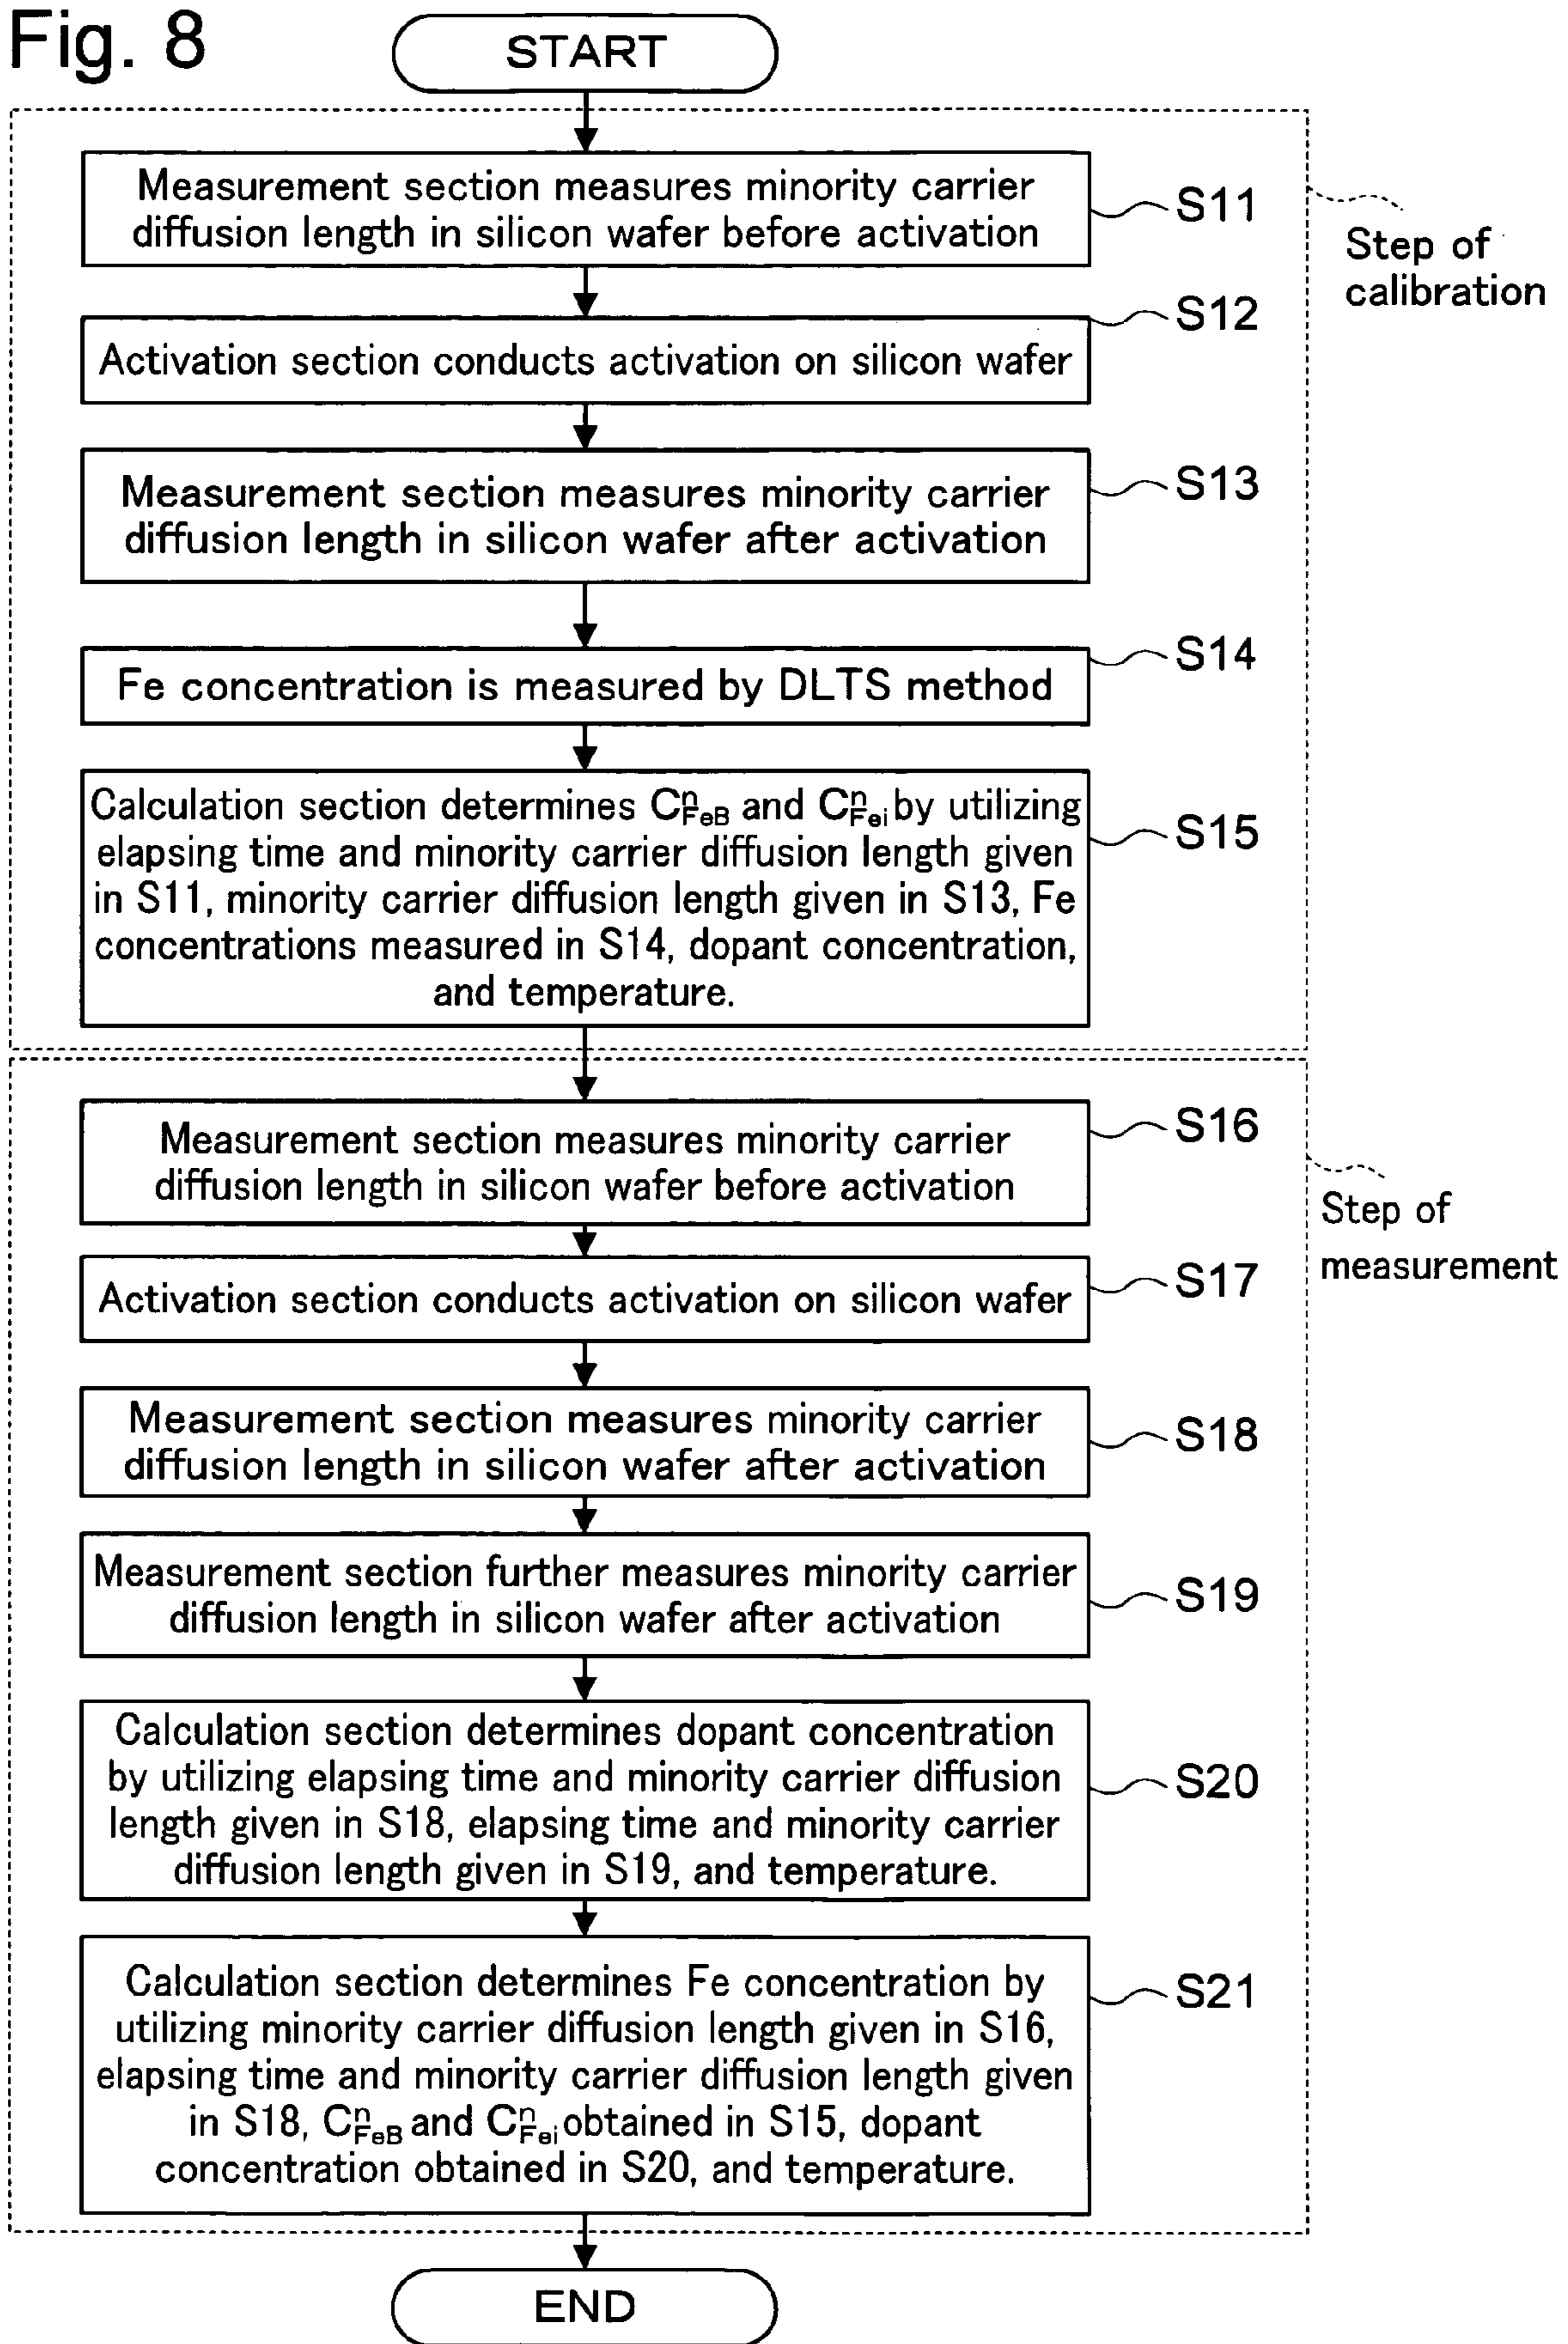 Fig. 8
START
Measurement section measures minority carrier
diffusion length in silicon wafer before activation
S11
Step of
calibration
S12
Activation section conducts activation on silicon wafer
S13
Measurement section measures minority carrier
diffusion length in silicon wafer after activation
S14
Fe concentration is measured by DLTS method
Calculation section determines C^n_FeB and C^n_Fei by utilizing
elapsing time and minority carrier diffusion length given
in S11, minority carrier diffusion length given in S13, Fe
concentrations measured in S14, dopant concentration,
and temperature.
S15
Measurement section measures minority carrier
diffusion length in silicon wafer before activation
S16
Step of
measurement
S17
Activation section conducts activation on silicon wafer
Measurement section measures minority carrier
diffusion length in silicon wafer after activation
S18
Measurement section further measures minority carrier
diffusion length in silicon wafer after activation
S19
Calculation section determines dopant concentration
by utilizing elapsing time and minority carrier diffusion
length given in S18, elapsing time and minority carrier
diffusion length given in S19, and temperature.
S20
Calculation section determines Fe concentration by
utilizing minority carrier diffusion length given in S16,
elapsing time and minority carrier diffusion length given
in S18, C^n_FeB and C^n_Fei obtained in S15, dopant
concentration obtained in S20, and temperature.
S21
END